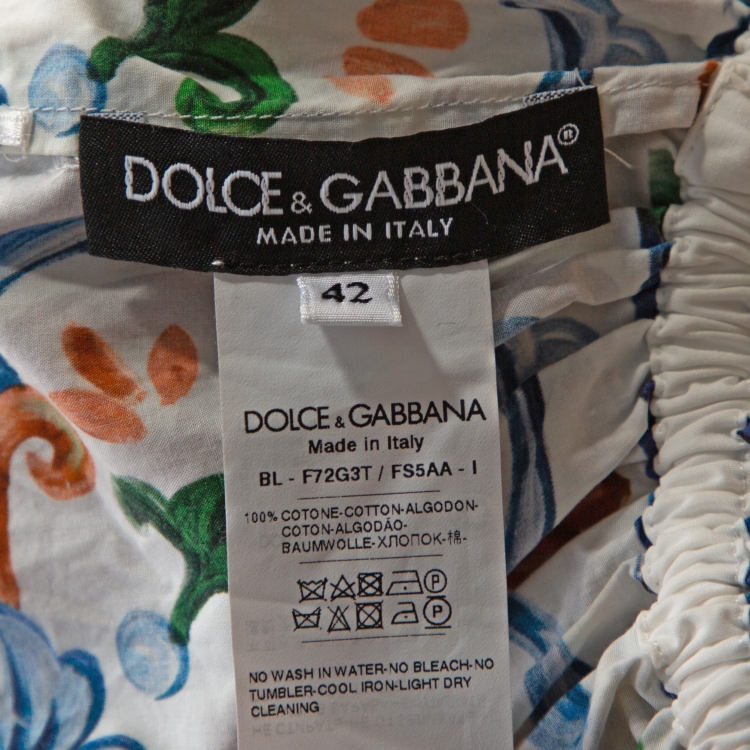 DOLCE & GABBANA®
MADE IN ITALY
42
DOLCE & GABBANA
Made in Italy
BL - F72G3T / FS5AA - I
100% COTONE-COTTON-ALGODON-
COTON-ALGODÃO-
BAUMWOLLE-ХЛОПОК-棉-
P
P
NO WASH IN WATER-NO BLEACH-NO
TUMBLER-COOL IRON-LIGHT DRY
CLEANING